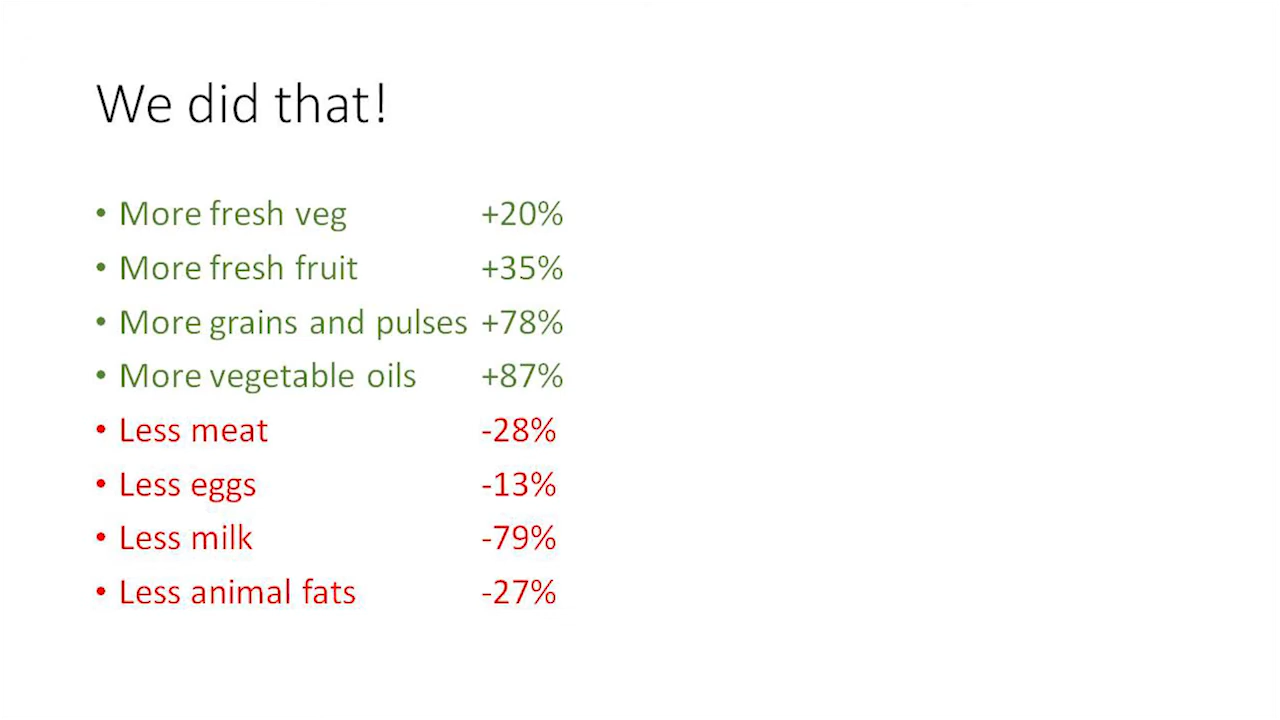 We did that!
• More fresh veg +20%
• More fresh fruit +35%
• More grains and pulses +78%
• More vegetable oils +87%
• Less meat -28%
• Less eggs -13%
• Less milk -79%
• Less animal fats -27%